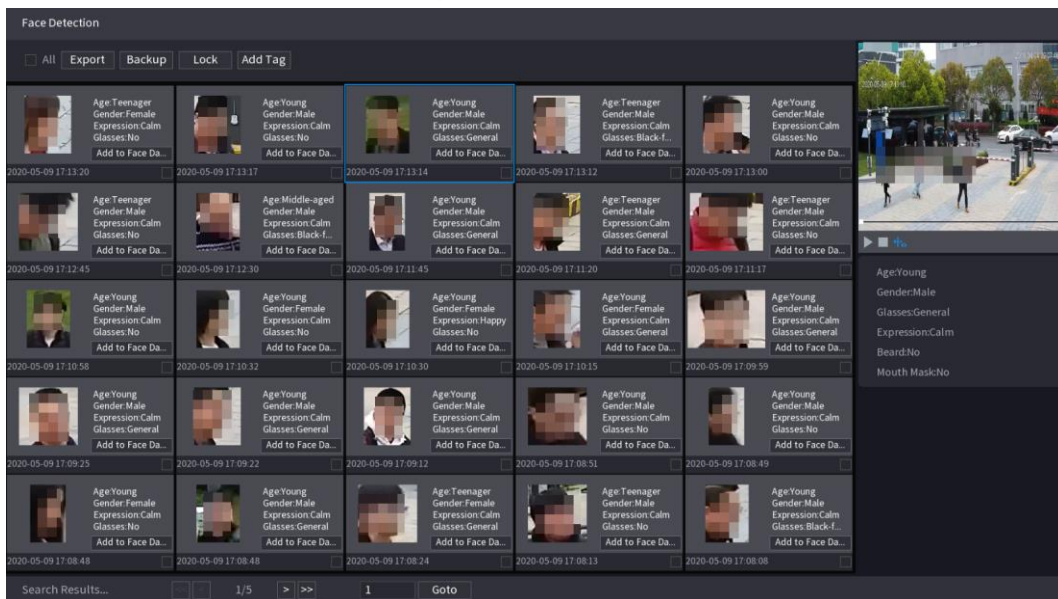 Face Detection
All Export Backup Lock Add Tag
Age:Teenager
Gender:Female
Expression:Calm
Glasses:No
Add to Face Da...
2020-05-09 17:13:20
Age:Young
Gender:Male
Expression:Calm
Glasses:No
Add to Face Da...
2020-05-09 17:13:17
Age:Young
Gender:Male
Expression:Calm
Glasses:General
Add to Face Da...
2020-05-09 17:13:14
Age:Teenager
Gender:Male
Expression:Calm
Glasses:Black-f...
Add to Face Da...
2020-05-09 17:13:12
Age:Young
Gender:Male
Expression:Calm
Glasses:No
Add to Face Da...
2020-05-09 17:13:00
Age:Teenager
Gender:Male
Expression:Calm
Glasses:No
Add to Face Da...
2020-05-09 17:12:45
Age:Middle-aged
Gender:Male
Expression:Calm
Glasses:Black-f...
Add to Face Da...
2020-05-09 17:12:30
Age:Young
Gender:Male
Expression:Calm
Glasses:General
Add to Face Da...
2020-05-09 17:11:45
Age:Teenager
Gender:Male
Expression:Calm
Glasses:General
Add to Face Da...
2020-05-09 17:11:20
Age:Teenager
Gender:Male
Expression:Calm
Glasses:No
Add to Face Da...
2020-05-09 17:11:17
Age:Young
Gender:Male
Expression:Calm
Glasses:No
Add to Face Da...
2020-05-09 17:10:58
Age:Young
Gender:Female
Expression:Calm
Glasses:No
Add to Face Da...
2020-05-09 17:10:32
Age:Young
Gender:Female
Expression:Happy
Glasses:No
Add to Face Da...
2020-05-09 17:10:30
Age:Young
Gender:Female
Expression:Calm
Glasses:General
Add to Face Da...
2020-05-09 17:10:15
Age:Young
Gender:Male
Expression:Calm
Glasses:General
Add to Face Da...
2020-05-09 17:09:59
Age:Young
Gender:Male
Expression:Calm
Glasses:General
Add to Face Da...
2020-05-09 17:09:25
Age:Young
Gender:Male
Expression:Calm
Glasses:General
Add to Face Da...
2020-05-09 17:09:22
Age:Young
Gender:Male
Expression:Calm
Glasses:General
Add to Face Da...
2020-05-09 17:09:12
Age:Young
Gender:Male
Expression:Calm
Glasses:No
Add to Face Da...
2020-05-09 17:08:51
Age:Young
Gender:Male
Expression:Calm
Glasses:No
Add to Face Da...
2020-05-09 17:08:49
Age:Young
Gender:Female
Expression:Calm
Glasses:No
Add to Face Da...
2020-05-09 17:08:48
Age:Young
Gender:Male
Expression:Calm
Glasses:General
Add to Face Da...
2020-05-09 17:08:48
Age:Teenager
Gender:Female
Expression:Calm
Glasses:General
Add to Face Da...
2020-05-09 17:08:24
Age:Teenager
Gender:Male
Expression:Calm
Glasses:No
Add to Face Da...
2020-05-09 17:08:13
Age:Young
Gender:Male
Expression:Calm
Glasses:Black-f...
Add to Face Da...
2020-05-09 17:08:08
Age:Young
Gender:Male
Glasses:General
Expression:Calm
Beard:No
Mouth Mask:No
Search Results... 1/5 > >> 1 Goto